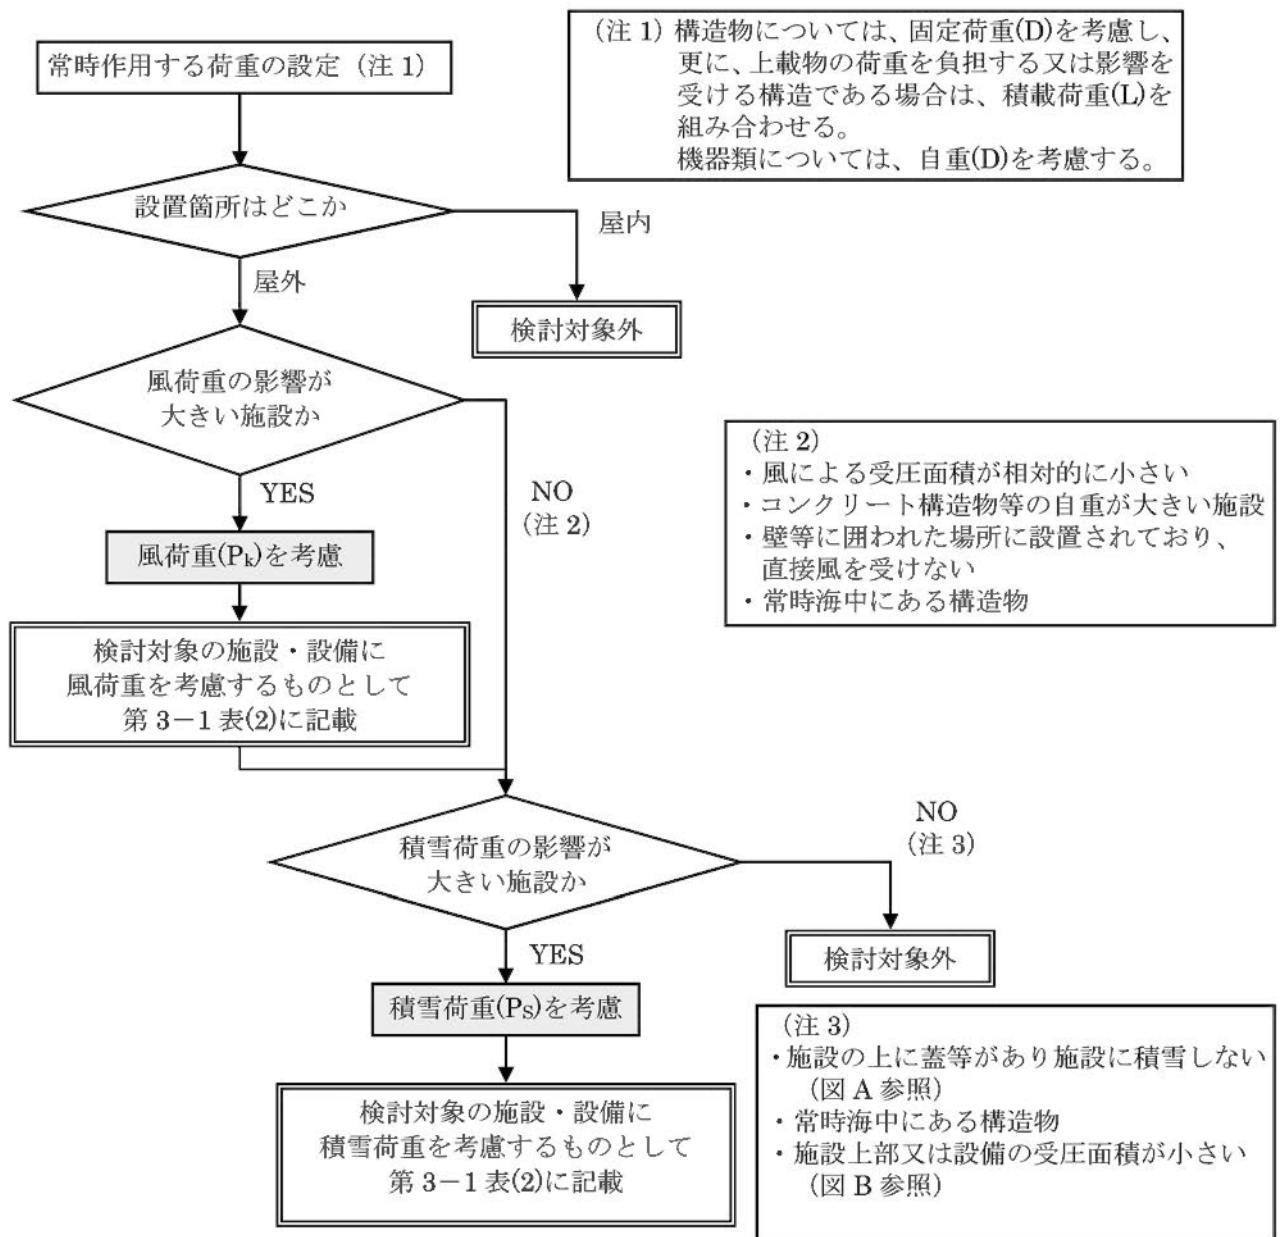 常時作用する荷重の設定（注 1）
（注 1）構造物については、固定荷重(D)を考慮し、
更に、上載物の荷重を負担する又は影響を
受ける構造である場合は、積載荷重(L)を
組み合わせる。
機器類については、自重(D)を考慮する。
設置箇所はどこか
屋内
屋外
検討対象外
風荷重の影響が
大きい施設か
YES
NO
（注 2）
（注 2）
・風による受圧面積が相対的に小さい
・コンクリート構造物等の自重が大きい施設
・壁等に囲われた場所に設置されており、
直接風を受けない
・常時海中にある構造物
風荷重(Pk)を考慮
検討対象の施設・設備に
風荷重を考慮するものとして
第 3－1 表(2)に記載
積雪荷重の影響が
大きい施設か
NO
（注 3）
YES
検討対象外
積雪荷重(PS)を考慮
検討対象の施設・設備に
積雪荷重を考慮するものとして
第 3－1 表(2)に記載
（注 3）
・施設の上に蓋等があり施設に積雪しない
（図 A 参照）
・常時海中にある構造物
・施設上部又は設備の受圧面積が小さい
（図 B 参照）